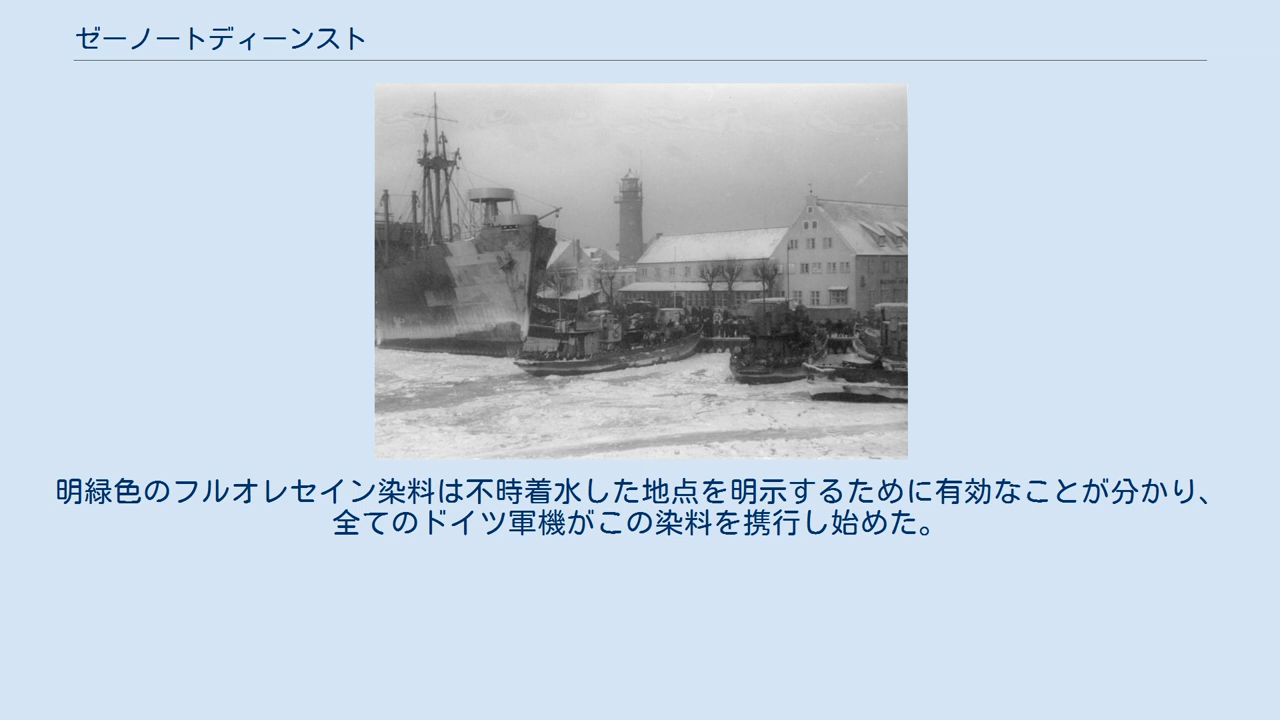 ゼーノートディーンスト
明緑色のフルオレセイン染料は不時着水した地点を明示するために有効なことが分かり、
全てのドイツ軍機がこの染料を携行し始めた。